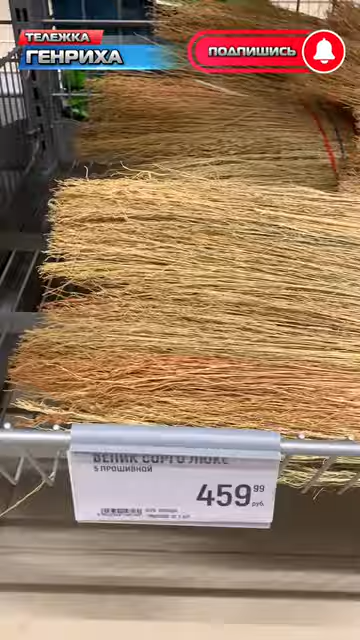 ТЕЛЕЖКА
ГЕНРИХА
ПОДПИШИСЬ
ВЕНИК СОРГО ЛЮКС
5 ПРОШИВНОЙ
459 99
руб.